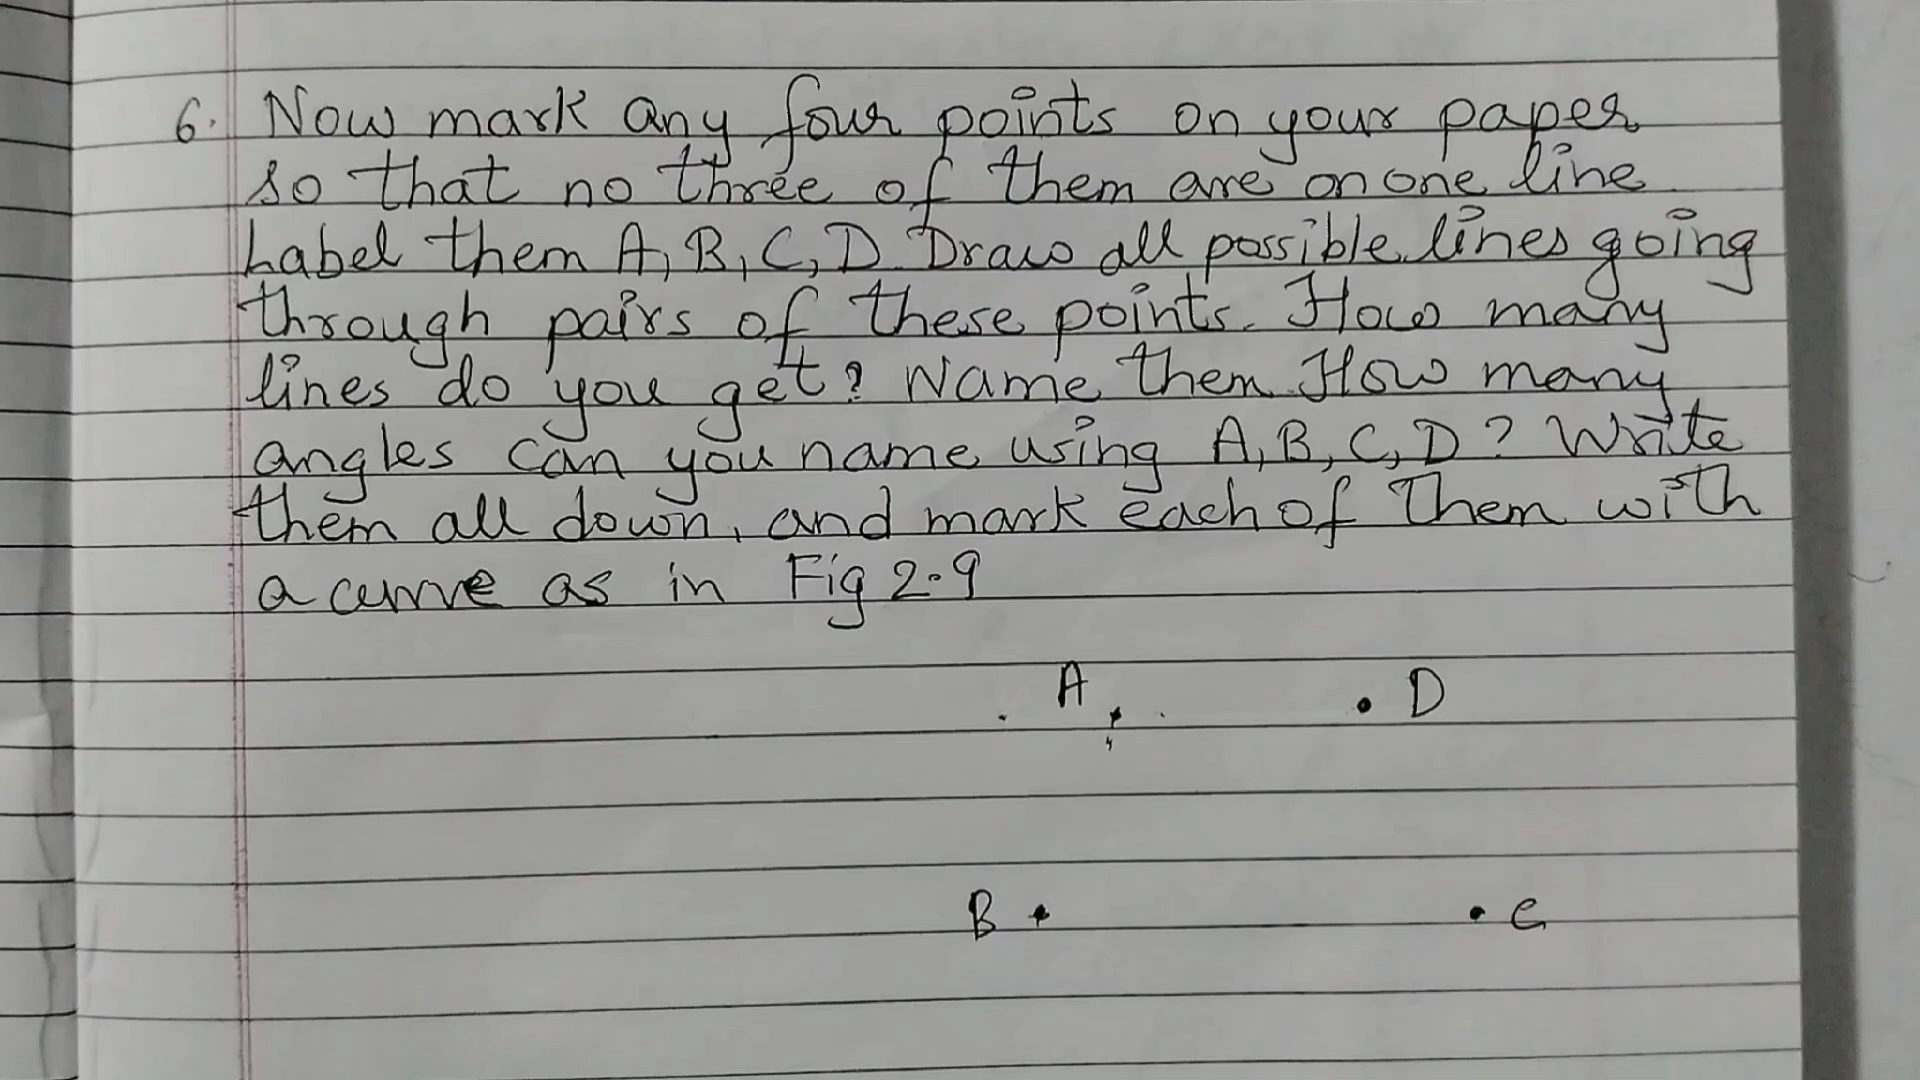 6. Now mark any four points on your paper
so that no three of them are on one line
Label them A, B, C, D. Draw all possible lines going
through pairs of these points. How many
lines do you get? Name them How many
angles can you name using A, B, C, D? Write
them all down, and mark each of them with
a curve as in Fig 2.9
A D
B C